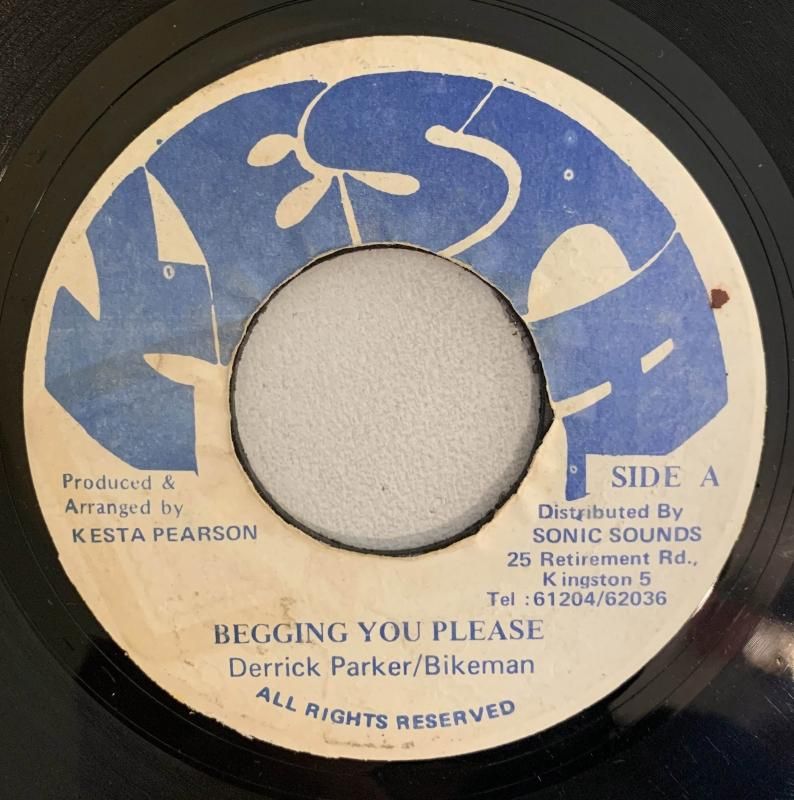 KESTA
Produced &
Arranged by
KESTA PEARSON
SIDE A
Distributed By
SONIC SOUNDS
25 Retirement Rd.,
Kingston 5
Tel :61204/62036
BEGGING YOU PLEASE
Derrick Parker/Bikeman
ALL RIGHTS RESERVED